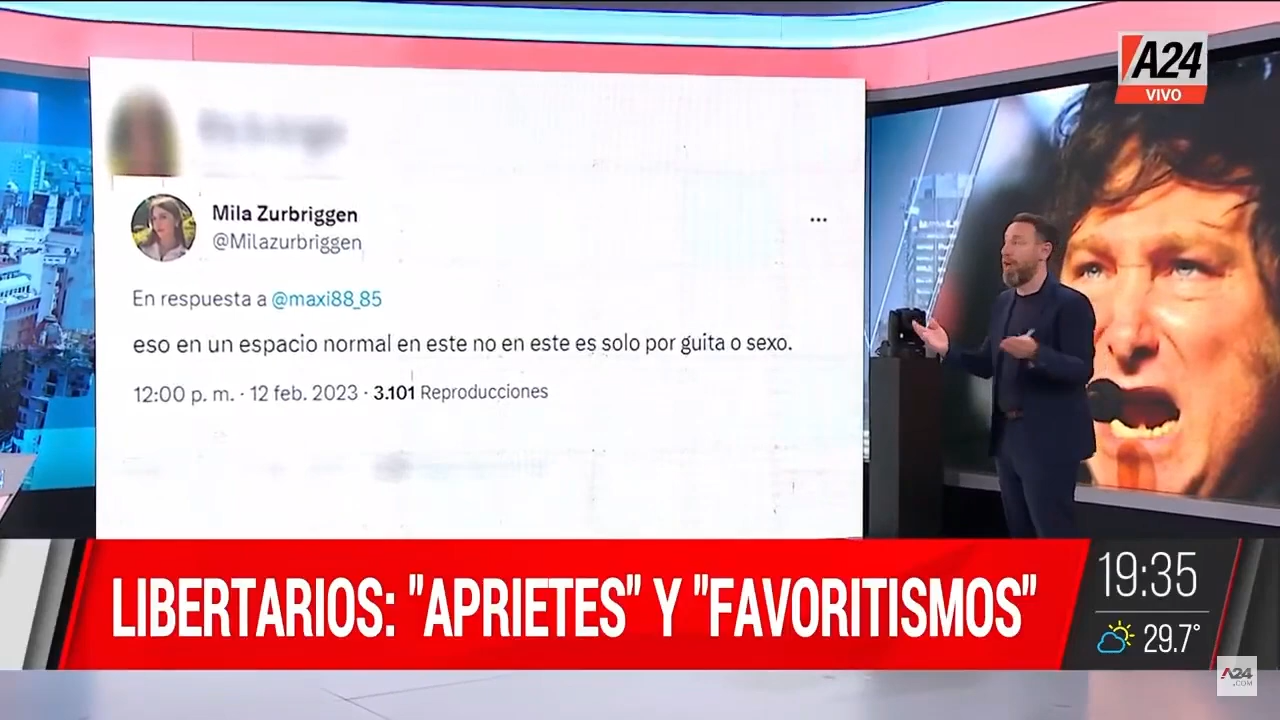 A24
VIVO
Mila Zurbriggen
@Milazurbriggen
...
En respuesta a @maxi88_85
eso en un espacio normal en este no en este es solo por guita o sexo.
12:00 p. m. · 12 feb. 2023 · 3.101 Reproducciones
LIBERTARIOS: "APRIETES" Y "FAVORITISMOS"
19:35
29.7°
A24
.COM